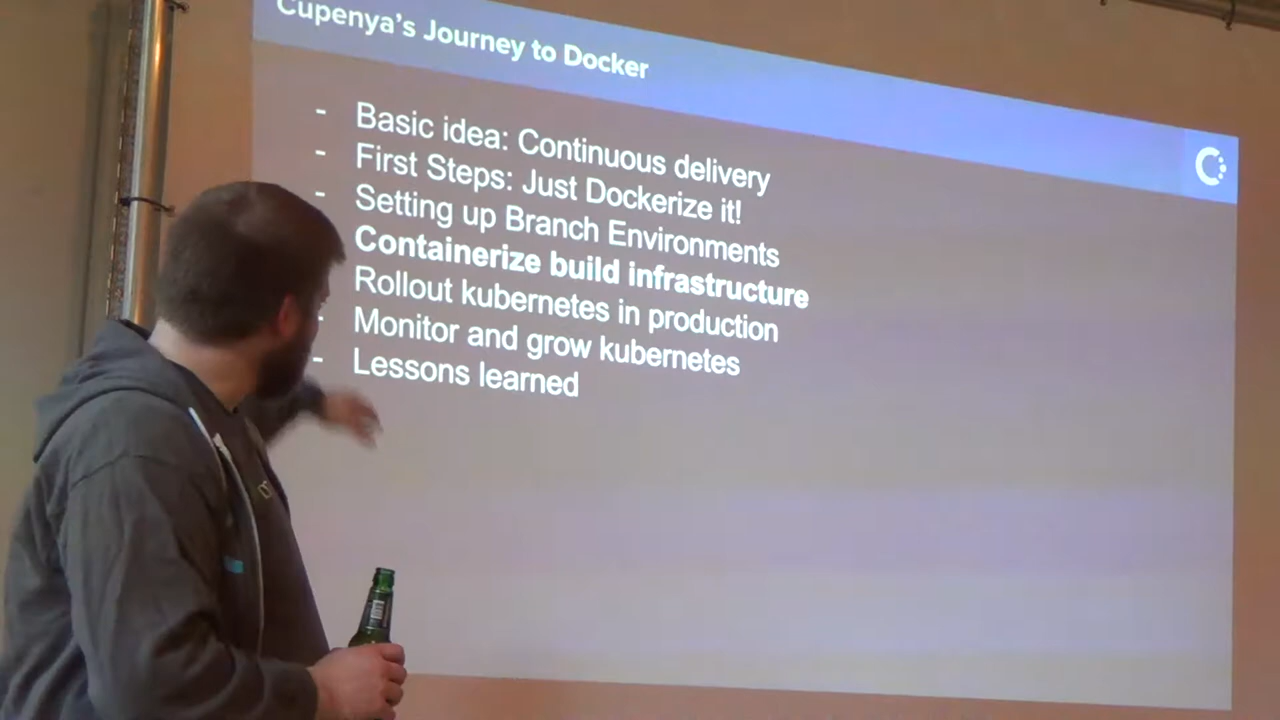 Cupenya's Journey to Docker
- Basic idea: Continuous delivery
- First Steps: Just Dockerize it!
- Setting up Branch Environments
Containerize build infrastructure
Rollout kubernetes in production
- Monitor and grow kubernetes
- Lessons learned